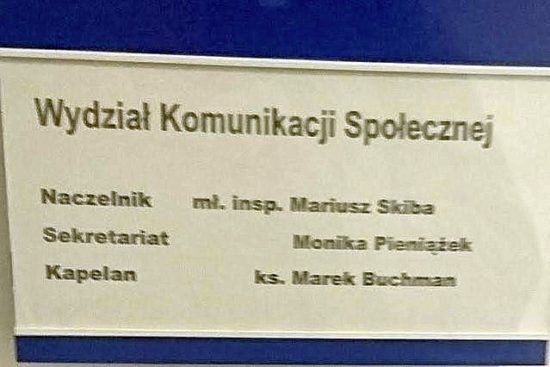 Wydział Komunikacji Społecznej
Naczelnik mł. insp. Mariusz Skiba
Sekretariat Monika Pieniążek
Kapelan ks. Marek Buchman